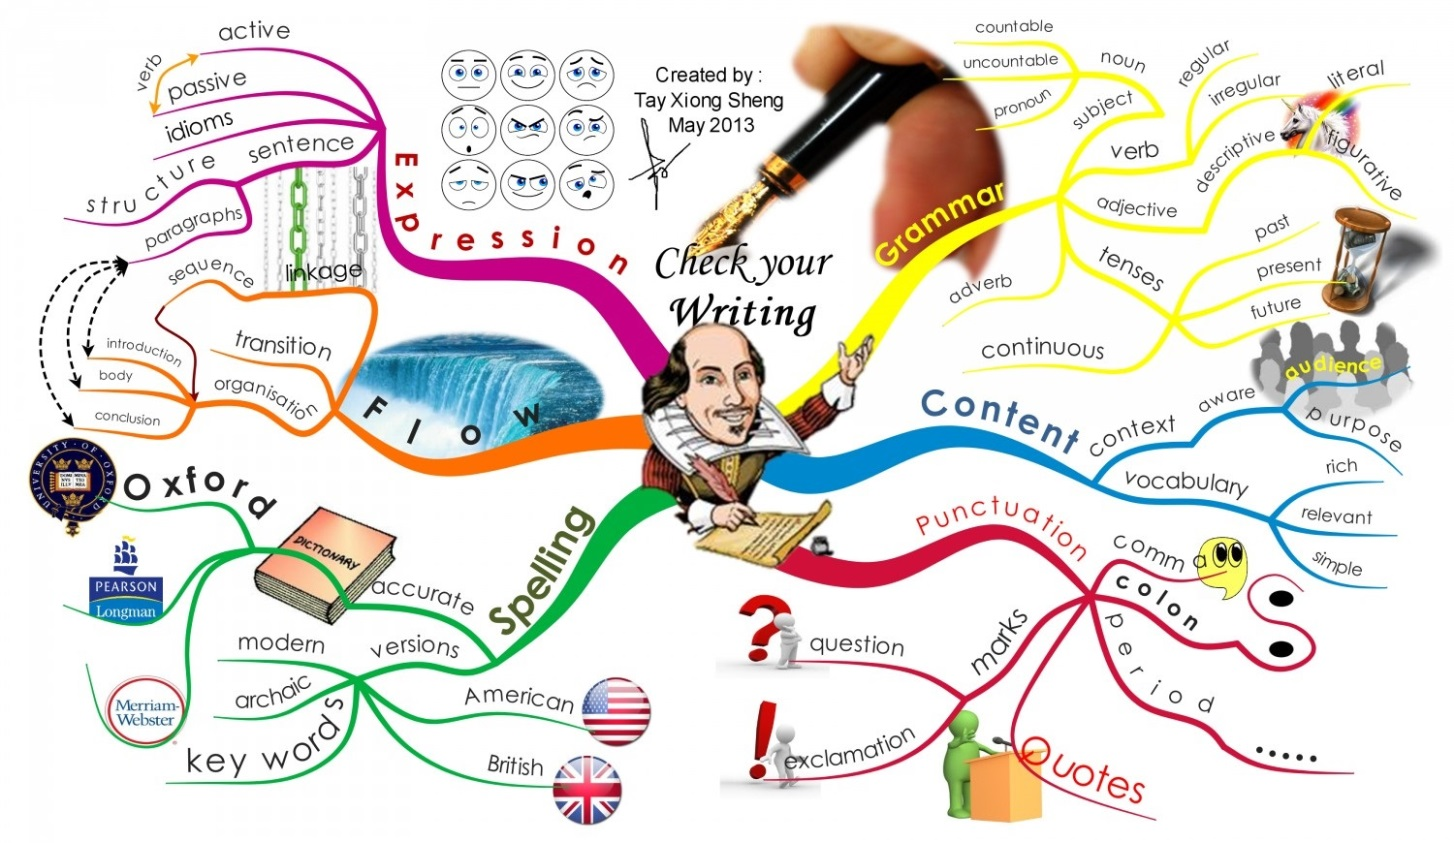 Created by :
Tay Xiong Sheng
May 2013
Check your
Writing
Expression
active
verb
passive
idioms
sentence
structure
paragraphs
linkage
Flow
sequence
transition
organisation
introduction
body
conclusion
Spelling
accurate
DICTIONARY
Oxford
UNIVERSITY · OF · OXFORD
PEARSON
Longman
Merriam-
Webster
versions
modern
archaic
key words
American
British
Grammar
subject
noun
countable
uncountable
pronoun
verb
regular
irregular
adjective
descriptive
literal
figurative
adverb
tenses
past
present
future
continuous
Content
context
aware
audience
purpose
vocabulary
rich
relevant
simple
Punctuation
comma
colon
period
.....
marks
question
?
exclamation
!
Quotes